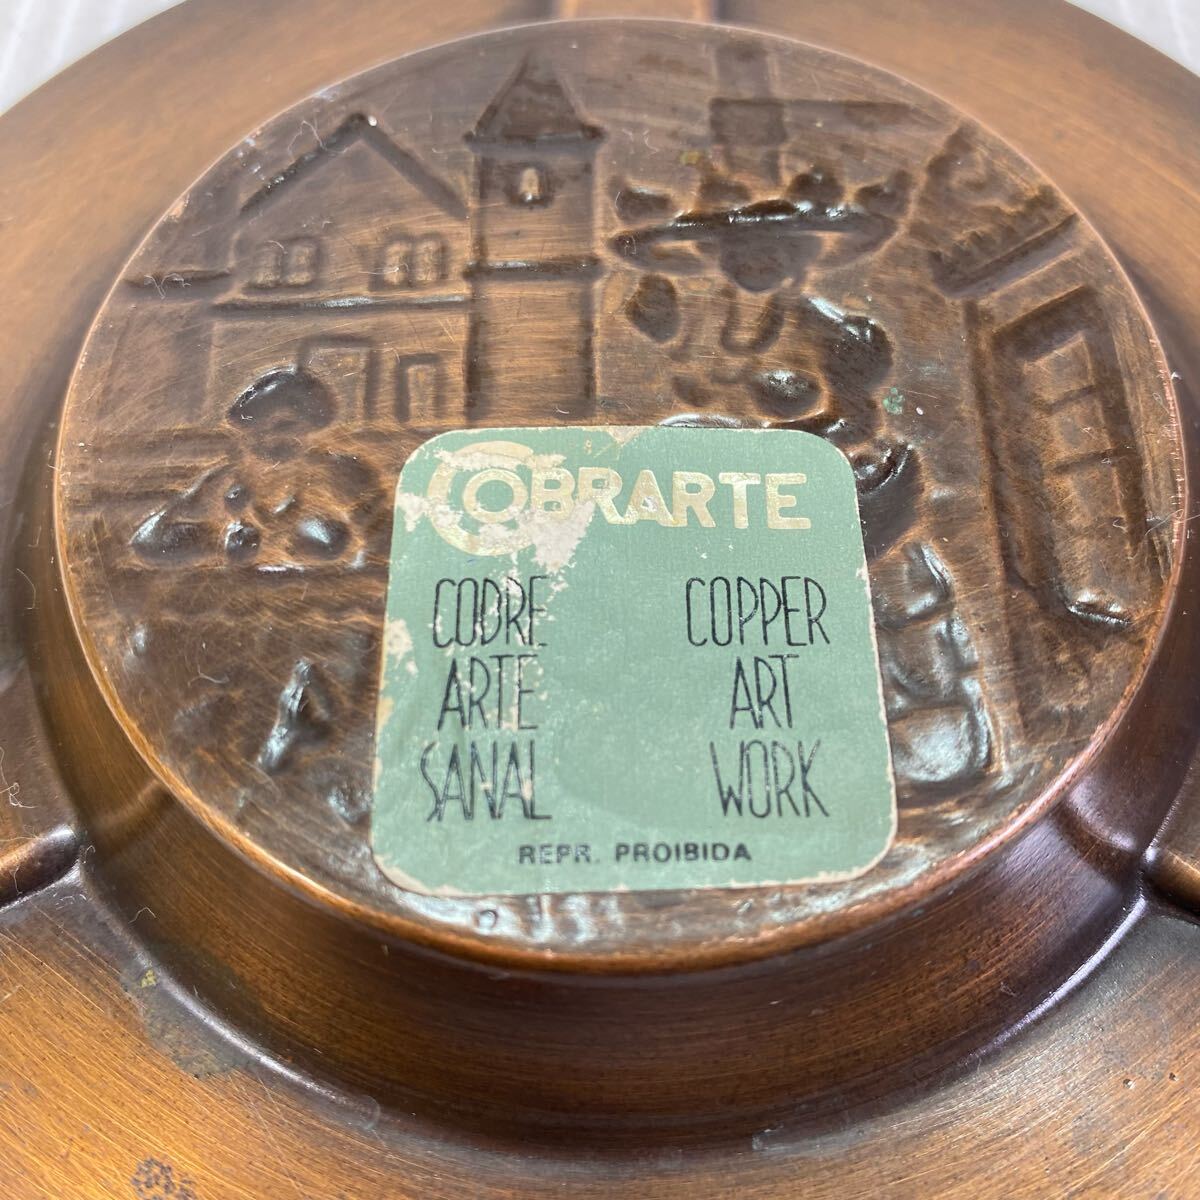 COBRARTE
CODRE COPPER
ARTE ART
SANAL WORK
REPR. PROIBIDA